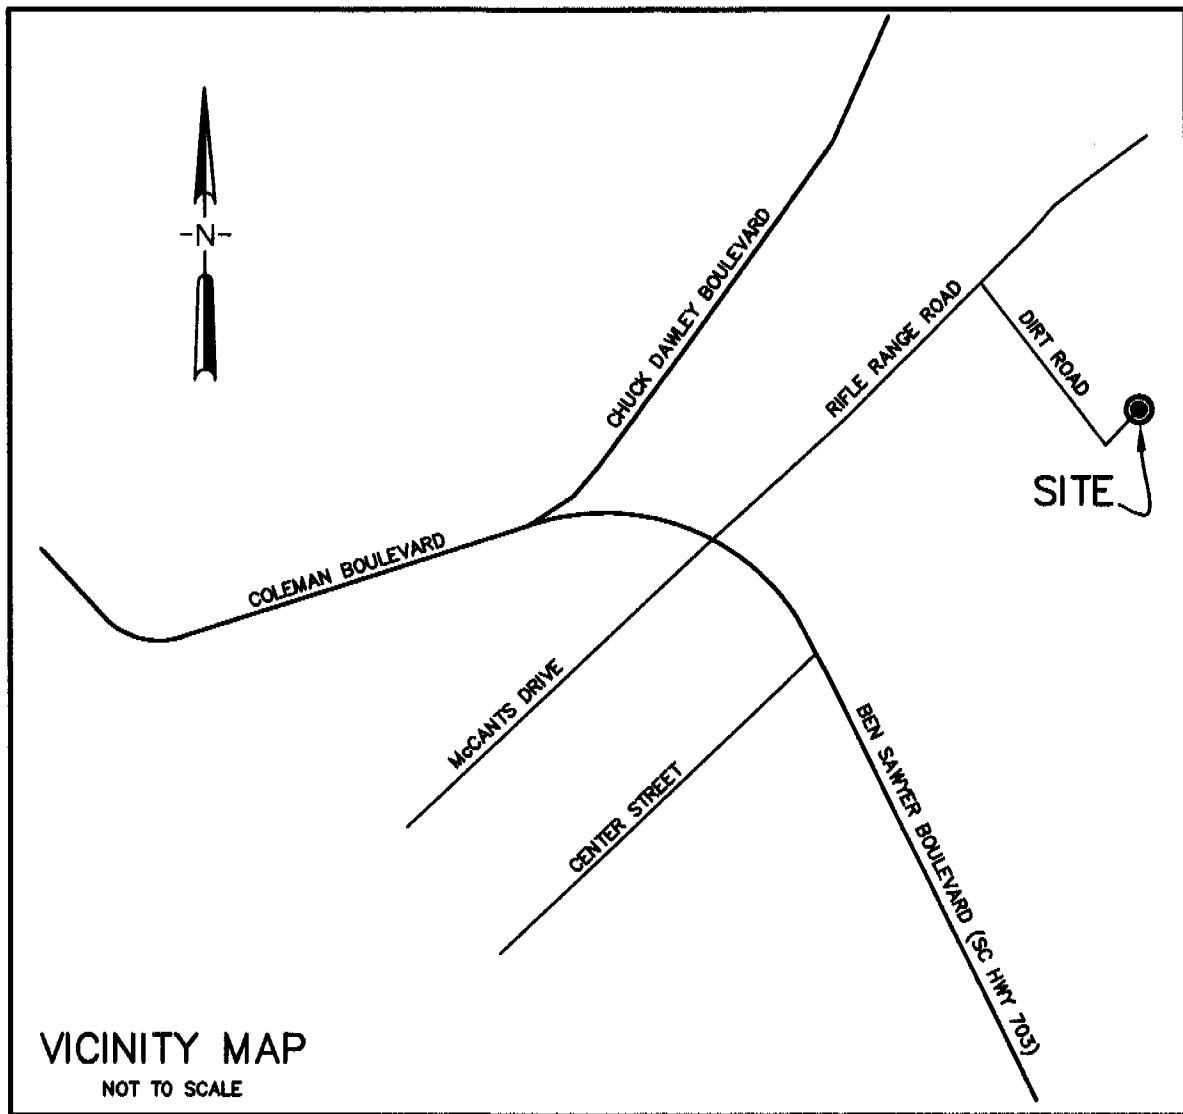 -N-
CHUCK DAWLEY BOULEVARD
RIFLE RANGE ROAD
DIRT ROAD
SITE
COLEMAN BOULEVARD
McCANTS DRIVE
CENTER STREET
BEN SAWYER BOULEVARD (SC HWY 703)
VICINITY MAP
NOT TO SCALE